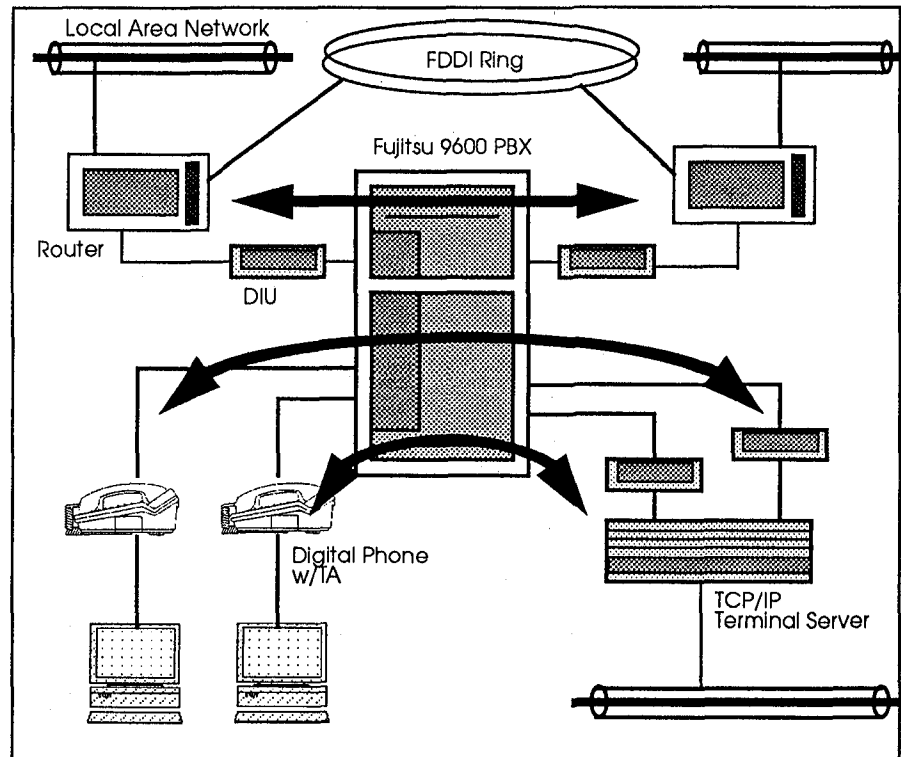 Local Area Network
FDDI Ring
Fujitsu 9600 PBX
Router
DIU
Digital Phone
w/TA
TCP/IP
Terminal Server